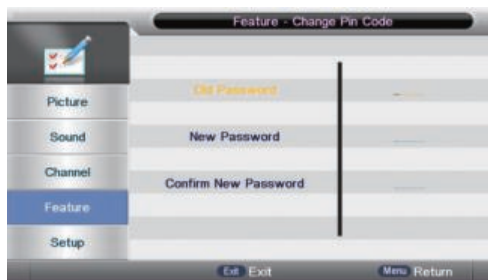 Feature - Change Pin Code
Picture
Sound
Channel
Feature
Setup
Old Password
New Password
Confirm New Password
Exit Exit
Menu Return